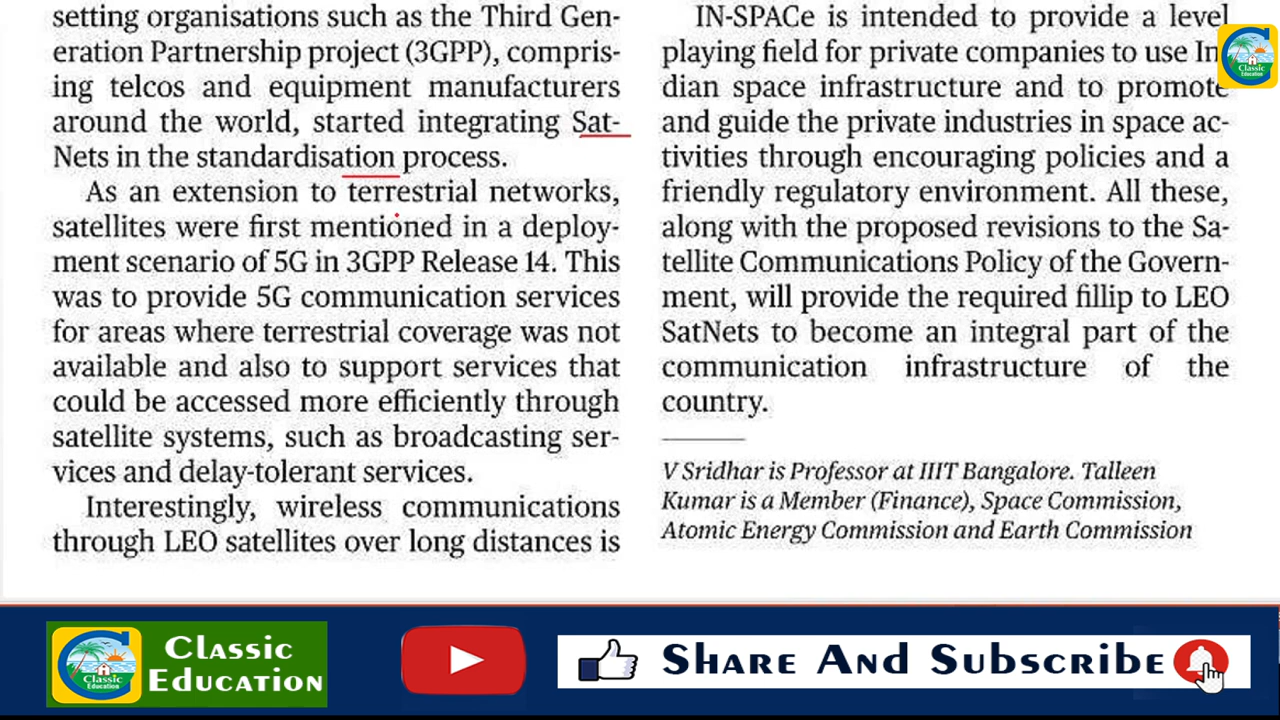 setting organisations such as the Third Gen-
eration Partnership project (3GPP), compris-
ing telcos and equipment manufacturers
around the world, started integrating Sat-
Nets in the standardisation process.
As an extension to terrestrial networks,
satellites were first mentioned in a deploy-
ment scenario of 5G in 3GPP Release 14. This
was to provide 5G communication services
for areas where terrestrial coverage was not
available and also to support services that
could be accessed more efficiently through
satellite systems, such as broadcasting ser-
vices and delay-tolerant services.
Interestingly, wireless communications
through LEO satellites over long distances is
IN-SPACe is intended to provide a level
playing field for private companies to use In-
dian space infrastructure and to promote
and guide the private industries in space ac-
tivities through encouraging policies and a
friendly regulatory environment. All these,
along with the proposed revisions to the Sa-
tellite Communications Policy of the Govern-
ment, will provide the required fillip to LEO
SatNets to become an integral part of the
communication infrastructure of the
country.
V Sridhar is Professor at IIIT Bangalore. Talleen
Kumar is a Member (Finance), Space Commission,
Atomic Energy Commission and Earth Commission
Classic
Education
Classic
Education
Classic
Education
Share And Subscribe